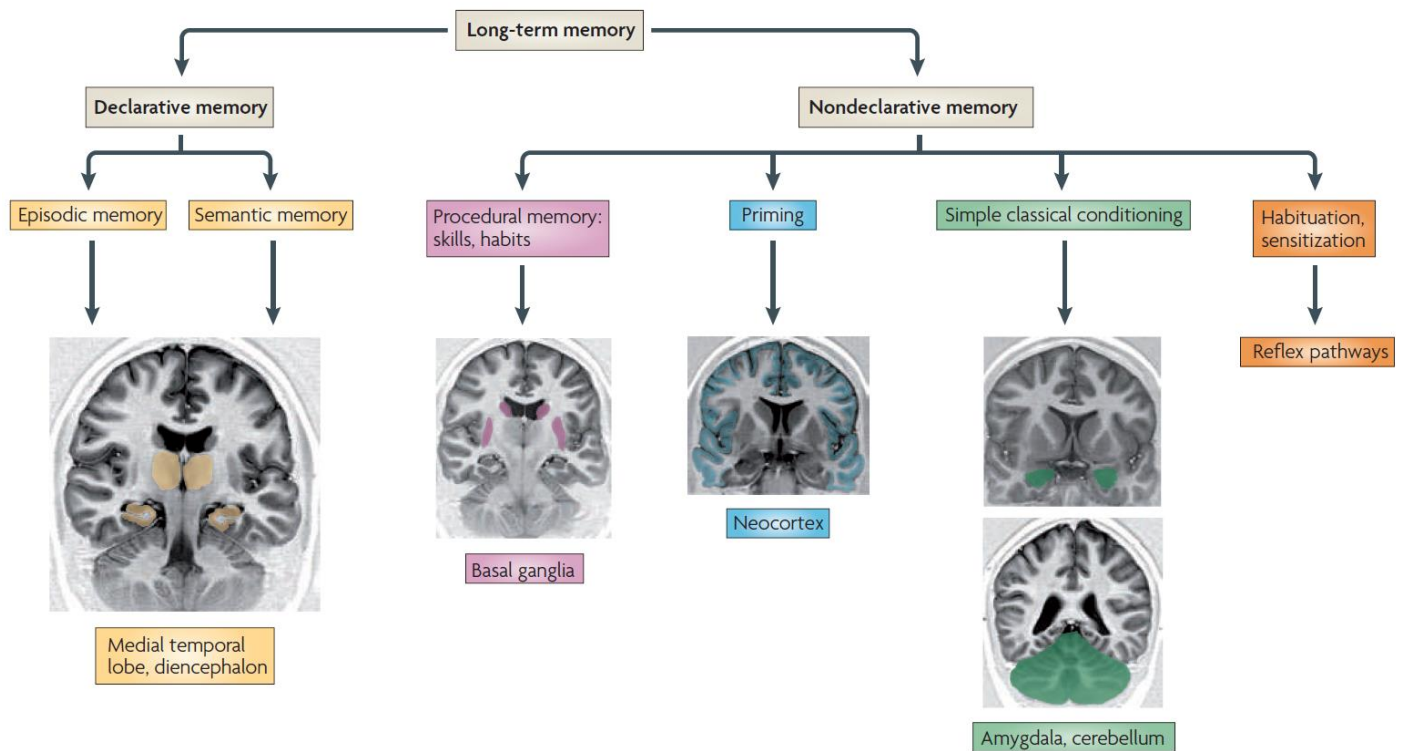 Long-term memory
Declarative memory
Nondeclarative memory
Episodic memory
Semantic memory
Procedural memory:
skills, habits
Priming
Simple classical conditioning
Habituation,
sensitization
Reflex pathways
Neocortex
Basal ganglia
Medial temporal
lobe, diencephalon
Amygdala, cerebellum